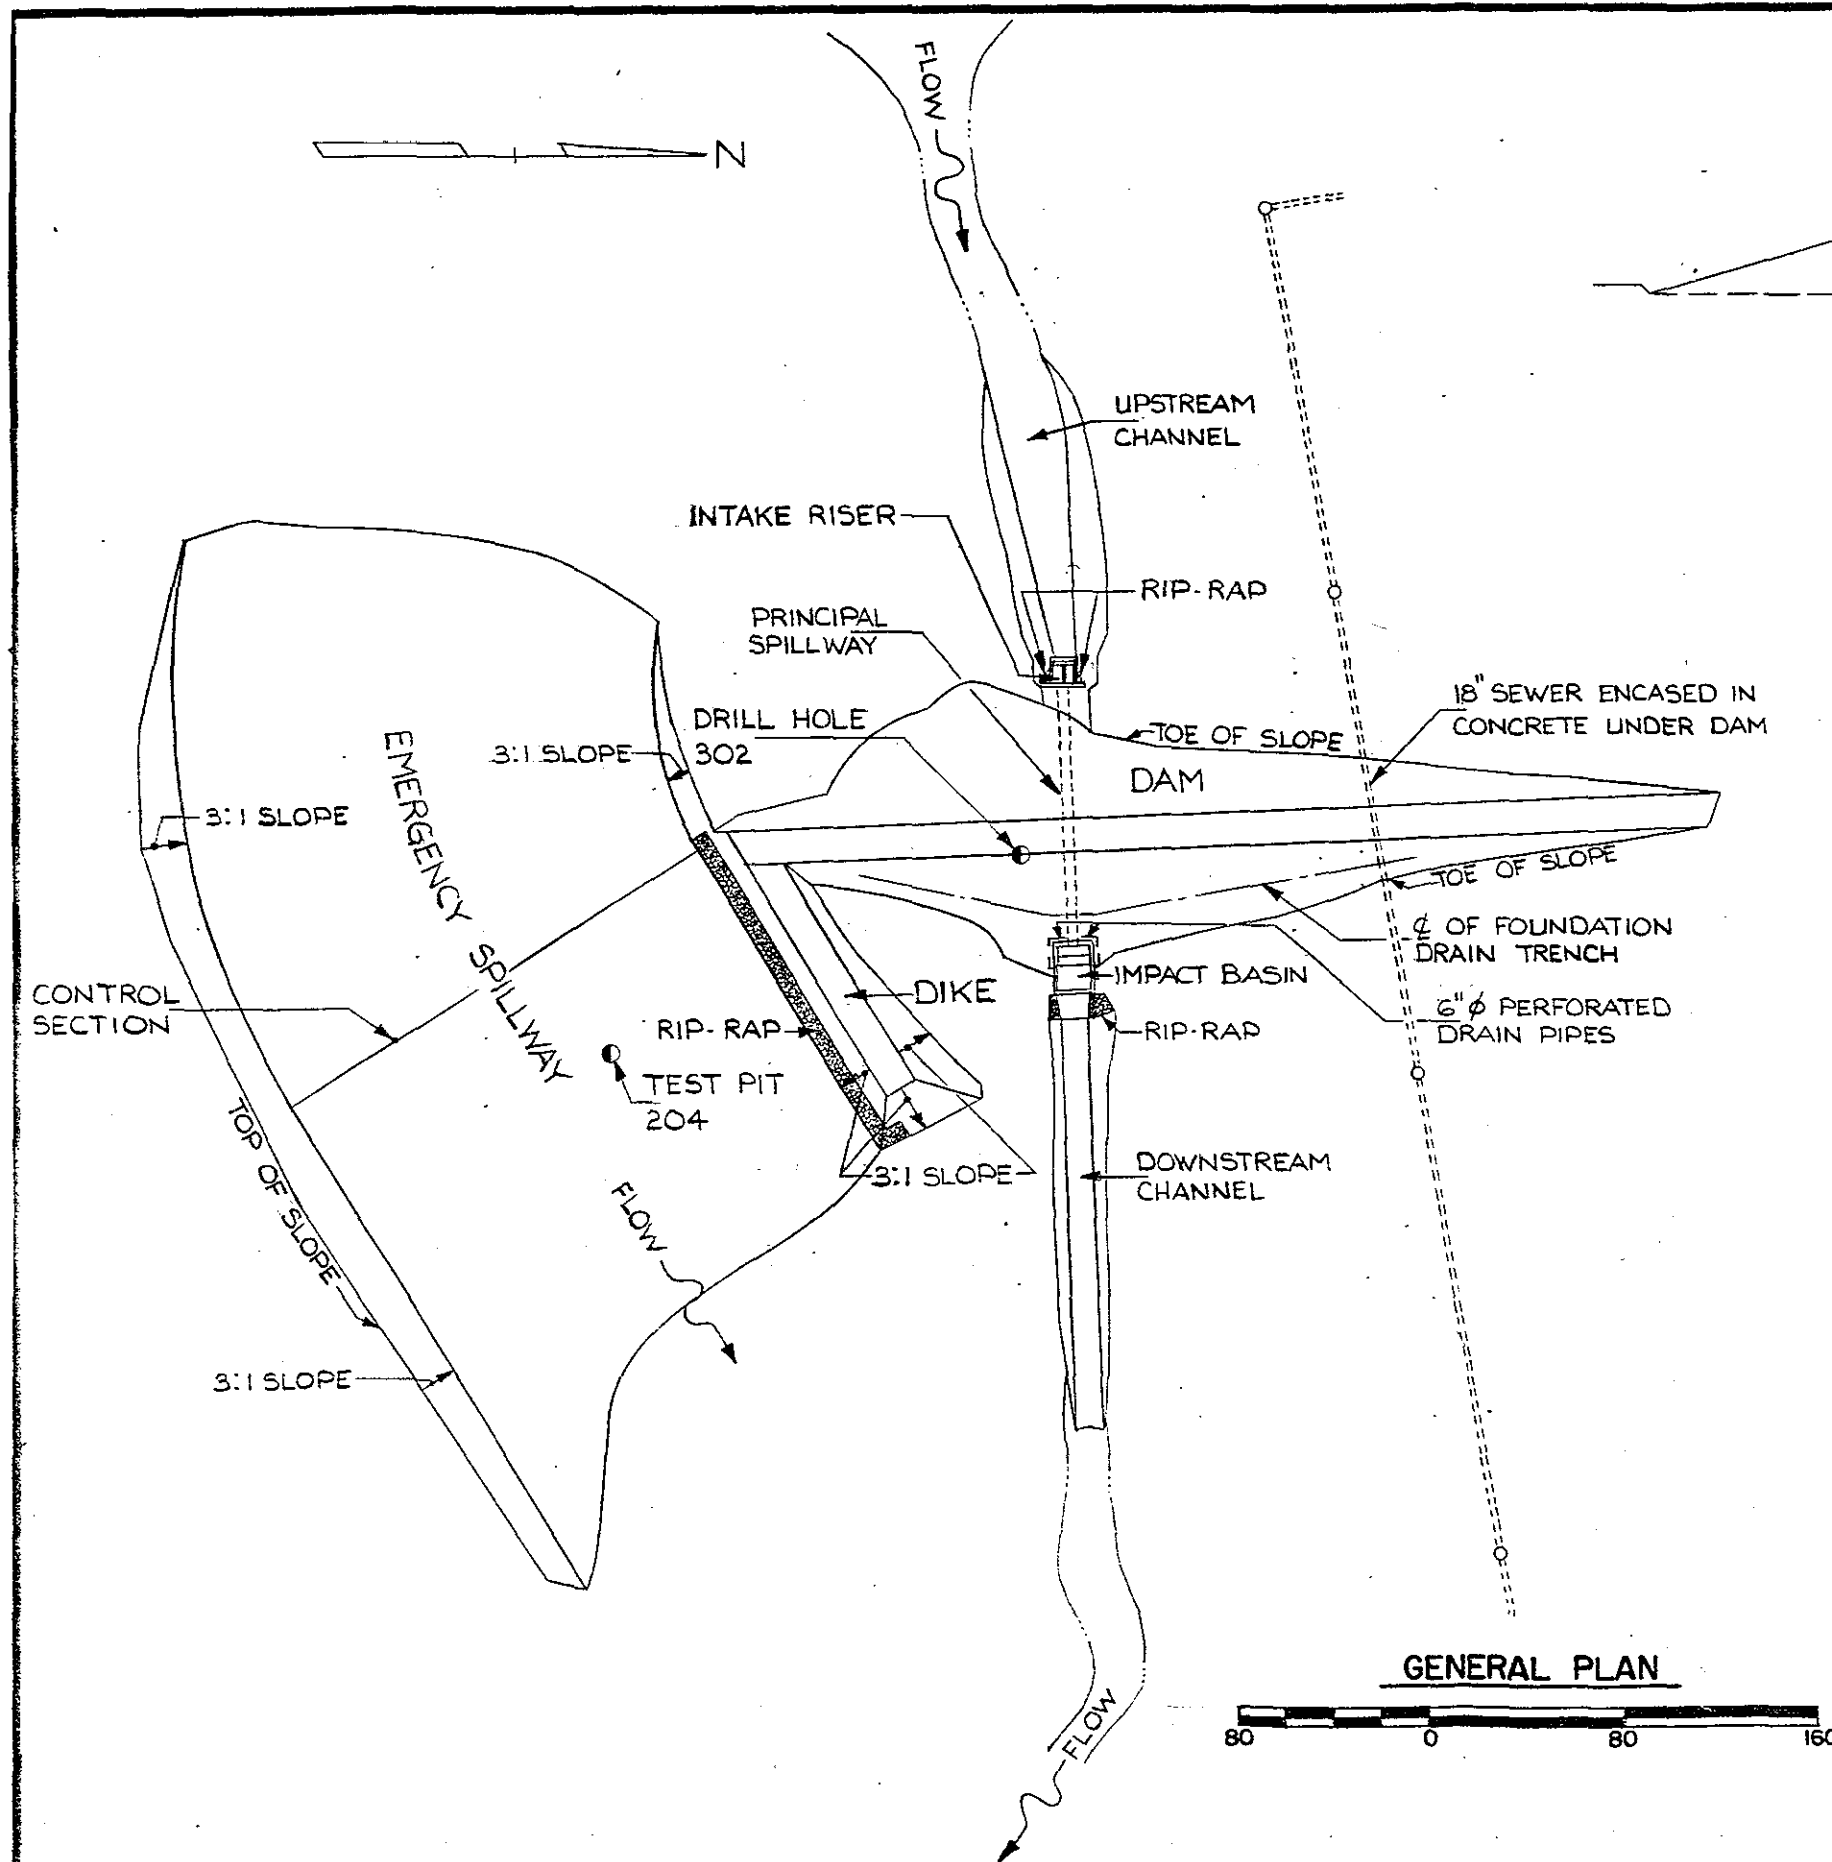 FLOW
N
UPSTREAM
CHANNEL
INTAKE RISER
RIP-RAP
PRINCIPAL
SPILLWAY
18" SEWER ENCASED IN
CONCRETE UNDER DAM
DRILL HOLE
302
TOE OF SLOPE
3:1 SLOPE
DAM
EMERGENCY SPILLWAY
3:1 SLOPE
TOE OF SLOPE
℄ OF FOUNDATION
DRAIN TRENCH
IMPACT BASIN
DIKE
CONTROL
SECTION
6" ϕ PERFORATED
DRAIN PIPES
RIP-RAP
RIP-RAP
TEST PIT
204
TOP OF SLOPE
3:1 SLOPE
DOWNSTREAM
CHANNEL
FLOW
3:1 SLOPE
GENERAL PLAN
FLOW
80 0 80 160